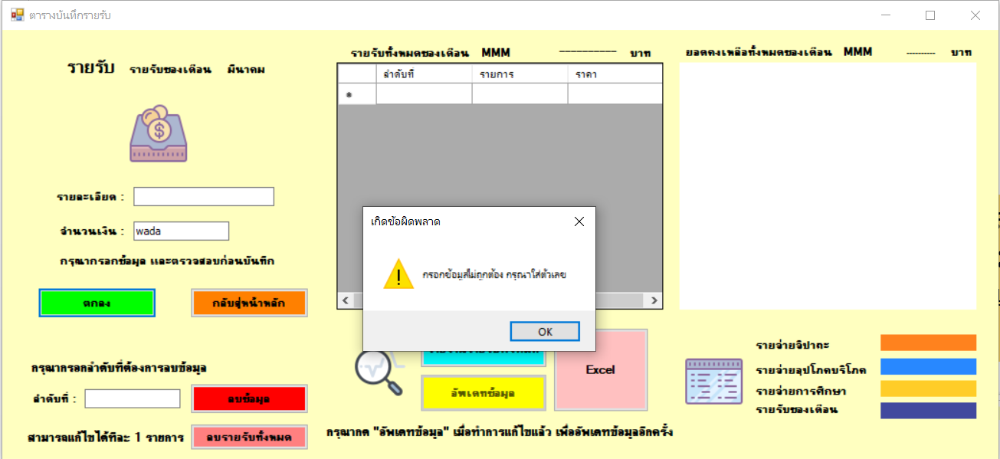 ตารางบันทึกรายรับ
รายรับ รายรับของเดือน มีนาคม
รายละเอียด :
จำนวนเงิน : wada
กรุณากรอกข้อมูล และตรวจสอบก่อนบันทึก
ตกลง กลับสู่หน้าหลัก
กรุณากรอกลำดับที่ต้องการลบข้อมูล
ลำดับที่ : ลบข้อมูล
สามารถแก้ไขได้ทีละ 1 รายการ ลบรายรับทั้งหมด
รายรับทั้งหมดของเดือน MMM ---------- บาท
ลำดับที่ รายการ ราคา
*
เกิดข้อผิดพลาด
กรอกข้อมูลไม่ถูกต้อง กรุณาใส่ตัวเลข
OK
อัพเดทข้อมูล
Excel
กรุณากด "อัพเดทข้อมูล" เมื่อทำการแก้ไขแล้ว เพื่ออัพเดทข้อมูลอีกครั้ง
ยอดคงเหลือทั้งหมดของเดือน MMM --------- บาท
รายจ่ายจิปาถะ
รายจ่ายอุปโภคบริโภค
รายจ่ายการศึกษา
รายรับของเดือน